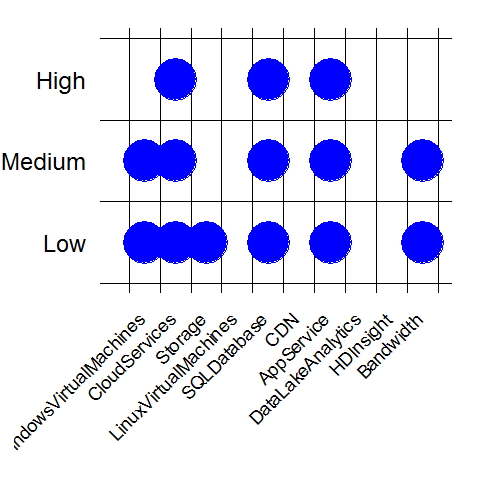 High
Medium
Low
ndowsVirtualMachines
CloudServices
Storage
LinuxVirtualMachines
SQLDatabase
CDN
AppService
DataLakeAnalytics
HDInsight
Bandwidth